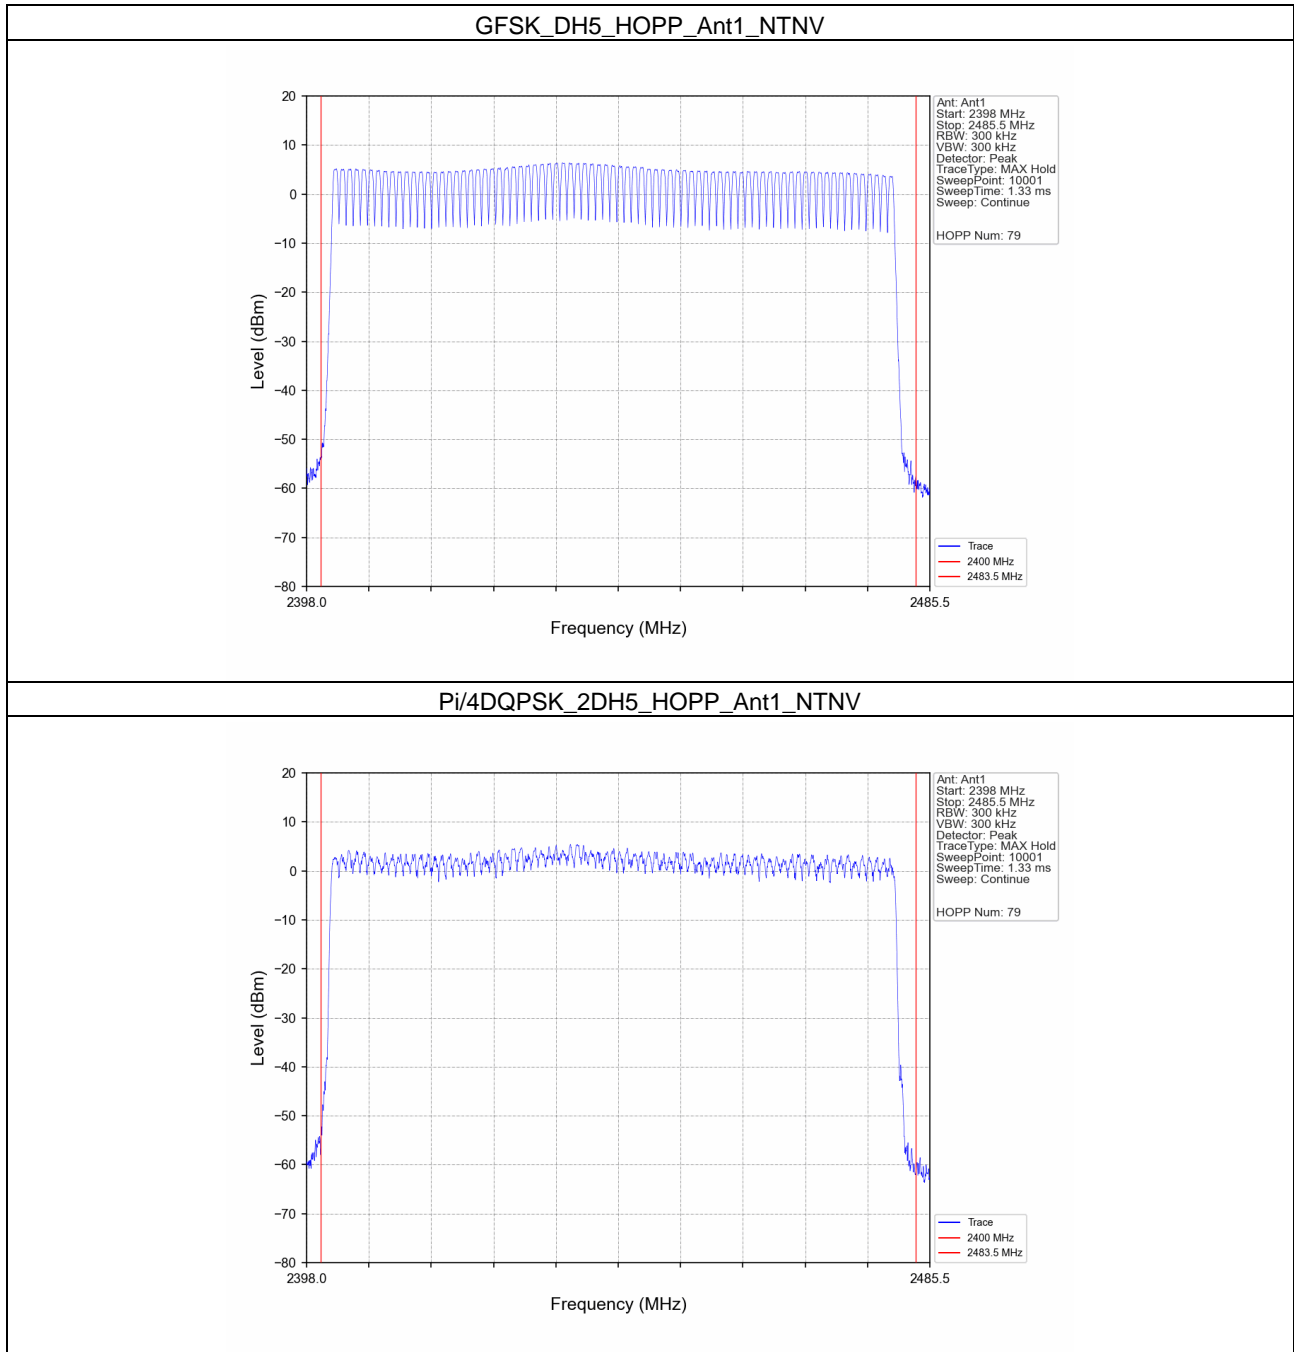 GFSK_DH5_HOPP_Ant1_NTNV
Ant: Ant1
Start: 2398 MHz
Stop: 2485.5 MHz
RBW: 300 kHz
VBW: 300 kHz
Detector: Peak
TraceType: MAX Hold
SweepPoint: 10001
SweepTime: 1.33 ms
Sweep: Continue
HOPP Num: 79
20
10
0
−10
−20
−30
−40
−50
−60
−70
−80
Level (dBm)
Trace
2400 MHz
2483.5 MHz
2398.0
2485.5
Frequency (MHz)
Pi/4DQPSK_2DH5_HOPP_Ant1_NTNV
Ant: Ant1
Start: 2398 MHz
Stop: 2485.5 MHz
RBW: 300 kHz
VBW: 300 kHz
Detector: Peak
TraceType: MAX Hold
SweepPoint: 10001
SweepTime: 1.33 ms
Sweep: Continue
HOPP Num: 79
20
10
0
−10
−20
−30
−40
−50
−60
−70
−80
Level (dBm)
Trace
2400 MHz
2483.5 MHz
2398.0
2485.5
Frequency (MHz)